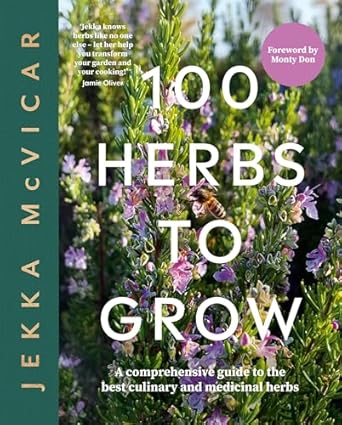 JEKKA McVICAR
"Jekka knows
herbs like no one
else – let her help
you transform
your garden and
your cooking!"
Jamie Oliver
Foreword by
Monty Don
100
HERBS
TO
GROW
A comprehensive guide to the
best culinary and medicinal herbs